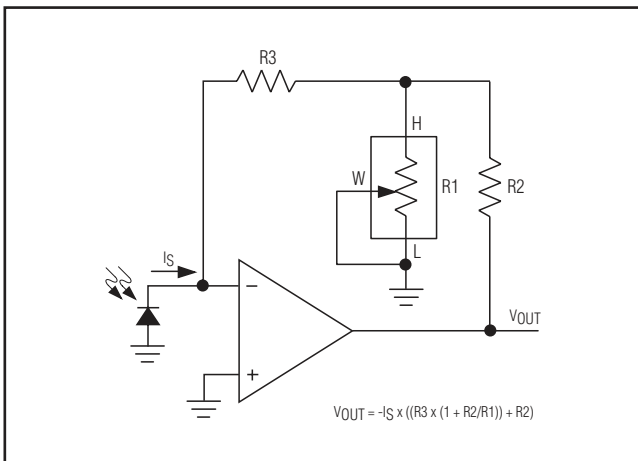 R3
H
W
R1
R2
L
IS
−
+
VOUT
VOUT = -IS x ((R3 x (1 + R2/R1)) + R2)